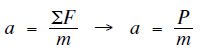 a = ΣF/m → a = P/m